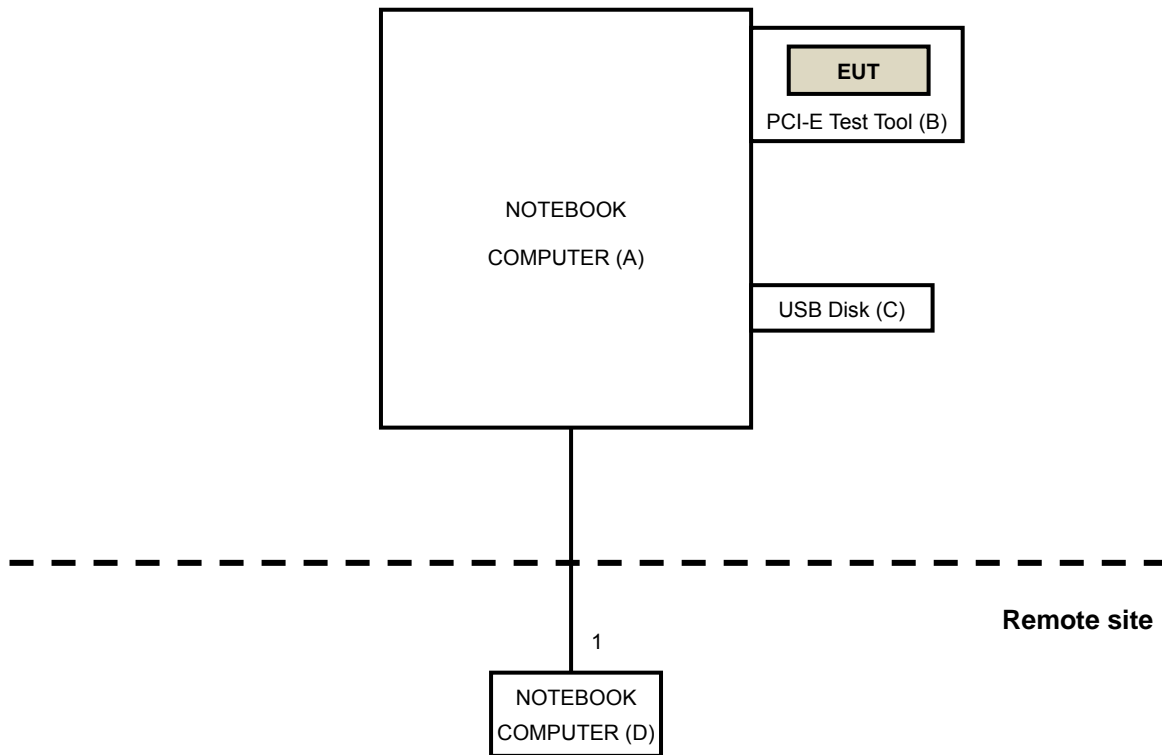 EUT
PCI-E Test Tool (B)
NOTEBOOK
COMPUTER (A)
USB Disk (C)
Remote site
1
NOTEBOOK
COMPUTER (D)